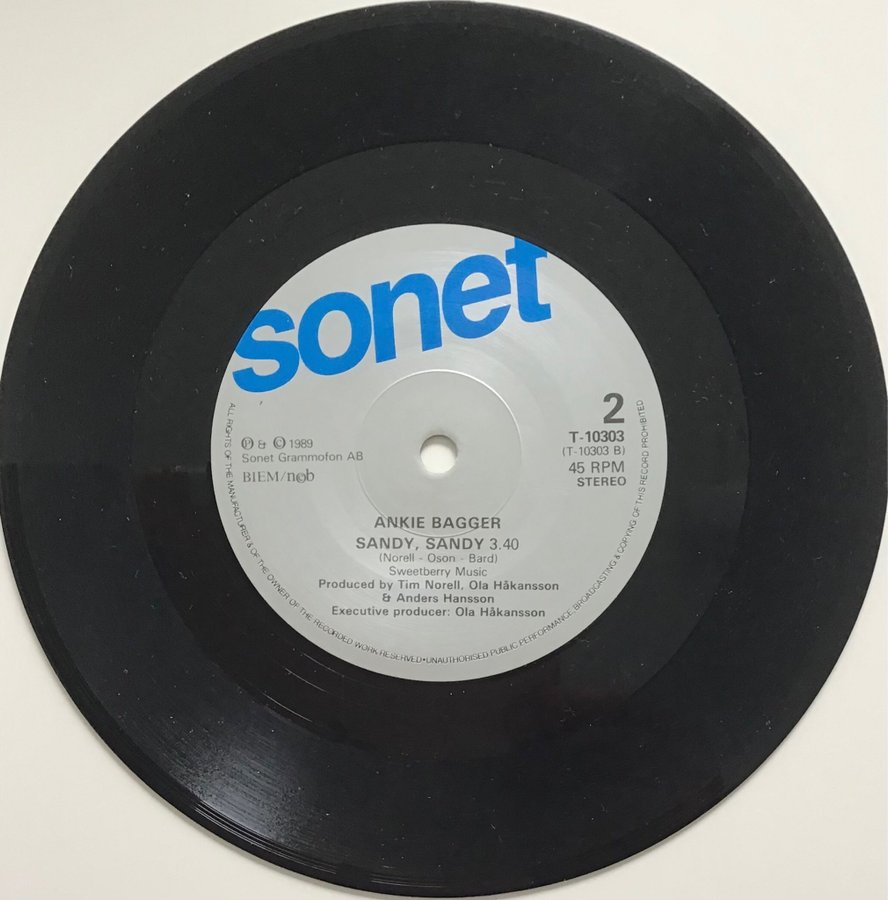 sonet
2
T-10303
(T-10303 B)
45 RPM
STEREO
℗ & © 1989
Sonet Grammofon AB
BIEM/n©b
ANKIE BAGGER
SANDY, SANDY 3.40
(Norell - Oson - Bard)
Sweetberry Music
Produced by Tim Norell, Ola Håkansson
& Anders Hansson
Executive producer: Ola Håkansson
ALL RIGHTS OF THE MANUFACTURER & OF THE OWNER OF THE RECORDED WORK RESERVED • UNAUTHORISED PUBLIC PERFORMANCE, BROADCASTING & COPYING OF THIS RECORD PROHIBITED